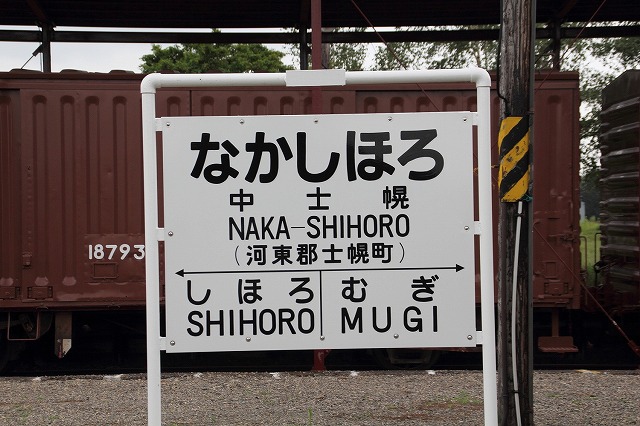 なかしほろ
中士幌
NAKA-SHIHORO
(河東郡士幌町)
しほろ むぎ
SHIHORO MUGI
18793